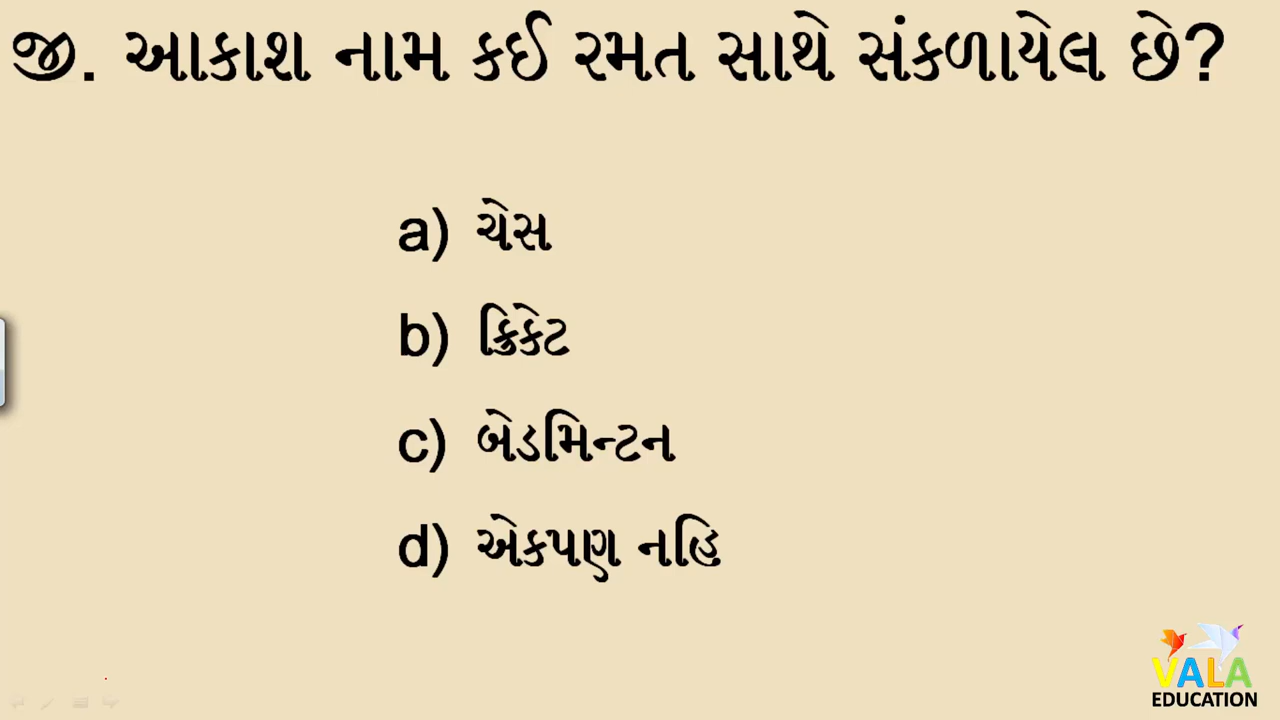 જી. આકાશ નામ કઈ રમત સાથે સંકળાયેલ છે?
a) ચેસ
b) ક્રિકેટ
c) બેડમિન્ટન
d) એકપણ નહિ
VALA
EDUCATION